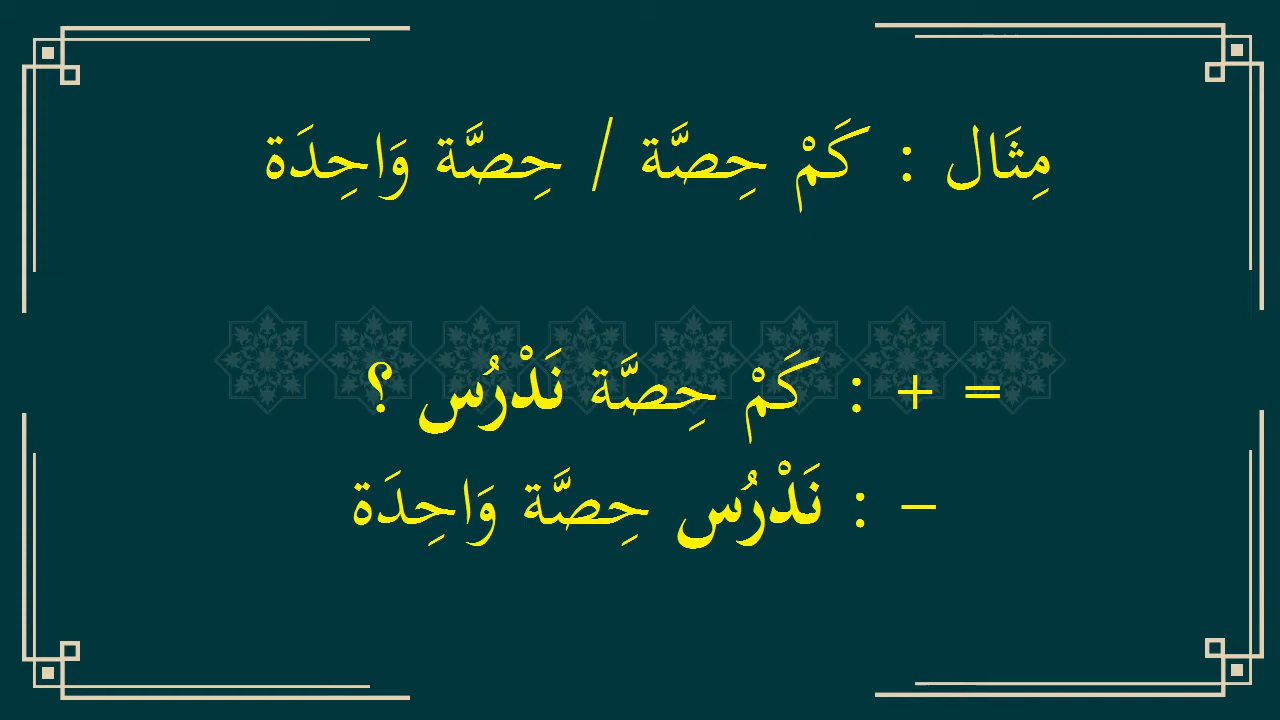 مِثَال : كَمْ حِصَّة / حِصَّة وَاحِدَة
= + : كَمْ حِصَّة نَدْرُس ؟
– : نَدْرُس حِصَّة وَاحِدَة